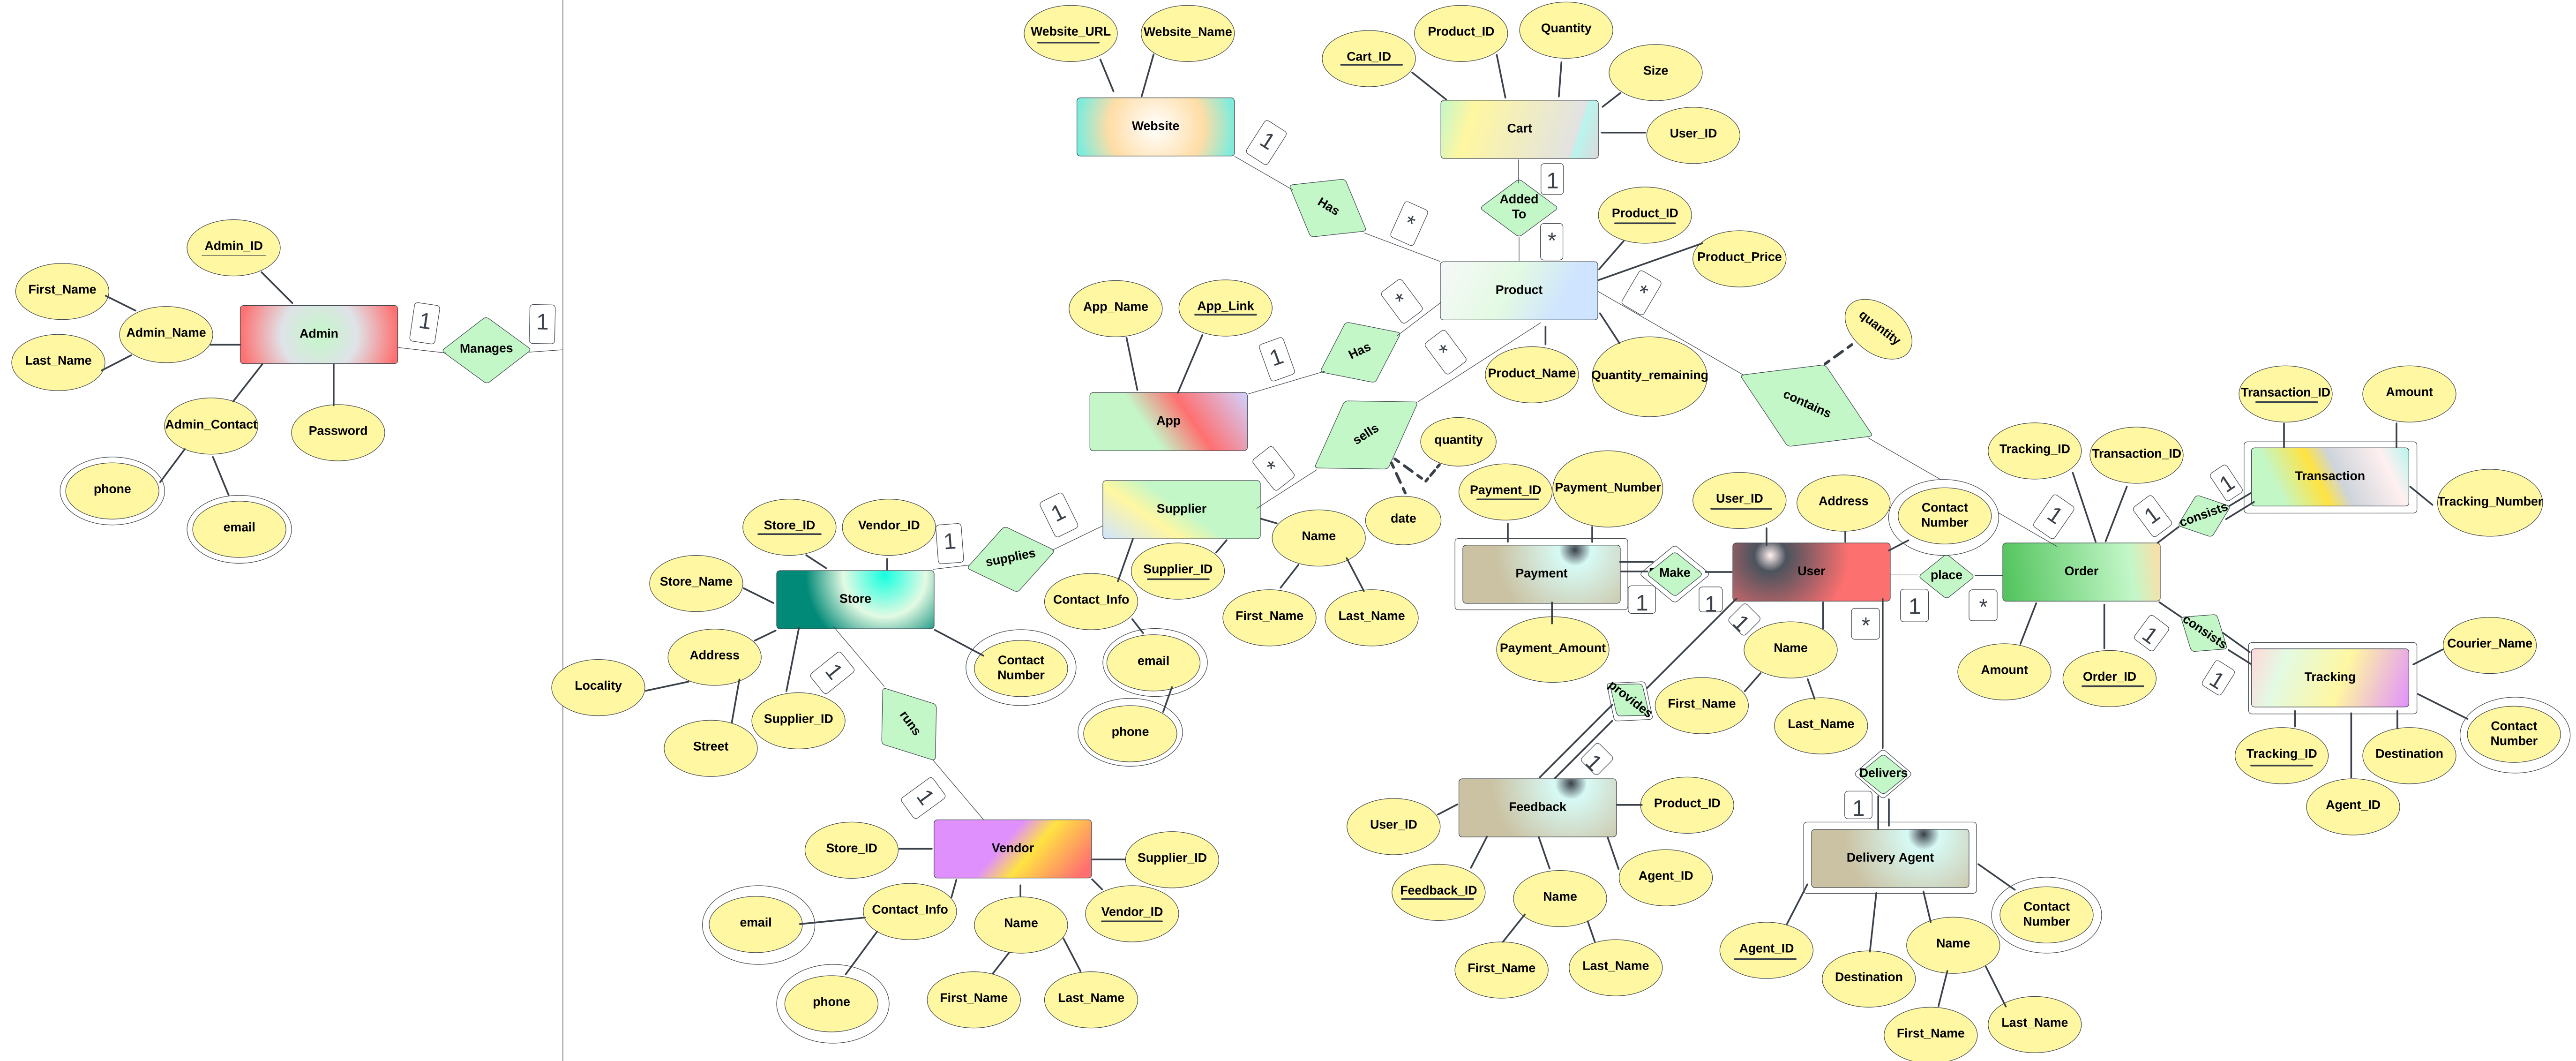 Website_URL
Website_Name
Cart_ID
Product_ID
Quantity
Size
User_ID
Website
Cart
1
Has
*
1
Added
To
*
Product_ID
Product_Price
Product
Admin_ID
First_Name
Admin_Name
Last_Name
Admin
1
Manages
1
Admin_Contact
Password
phone
email
App_Name
App_Link
App
1
Has
*
*
sells
*
quantity
date
Product_Name
Quantity_remaining
*
contains
quantity
Store_ID
Vendor_ID
Store_Name
Store
1
supplies
1
Supplier
Supplier_ID
Name
First_Name
Last_Name
Contact_Info
email
phone
Address
Locality
Street
Supplier_ID
Contact
Number
1
runs
1
Vendor
Store_ID
Supplier_ID
Vendor_ID
Contact_Info
email
phone
Name
First_Name
Last_Name
Payment_ID
Payment_Number
Payment
Payment_Amount
1
Make
1
User_ID
Address
Contact
Number
User
Name
First_Name
Last_Name
1
place
*
1
provides
1
Feedback
User_ID
Product_ID
Feedback_ID
Agent_ID
Name
First_Name
Last_Name
*
Delivers
1
Delivery Agent
Agent_ID
Destination
Name
Contact
Number
First_Name
Last_Name
Tracking_ID
Transaction_ID
1
Order
Amount
Order_ID
1
consists
1
Transaction_ID
Amount
Transaction
Tracking_Number
1
consists
1
Tracking
Courier_Name
Contact
Number
Tracking_ID
Destination
Agent_ID